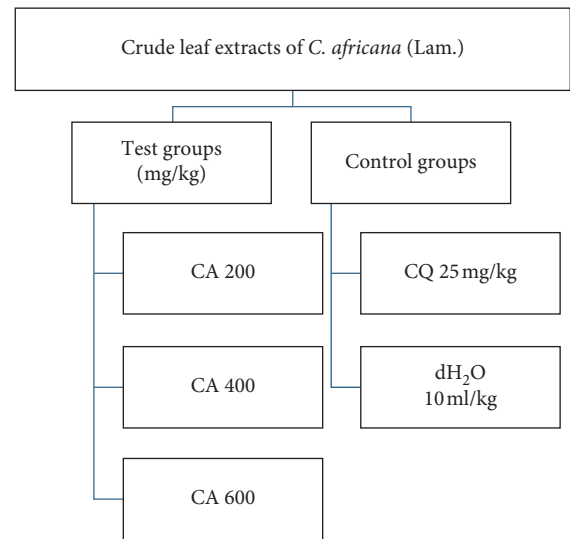 Crude leaf extracts of C. africana (Lam.)
Test groups
(mg/kg)
Control groups
CA 200
CA 400
CA 600
CQ 25 mg/kg
dH₂O
10 ml/kg